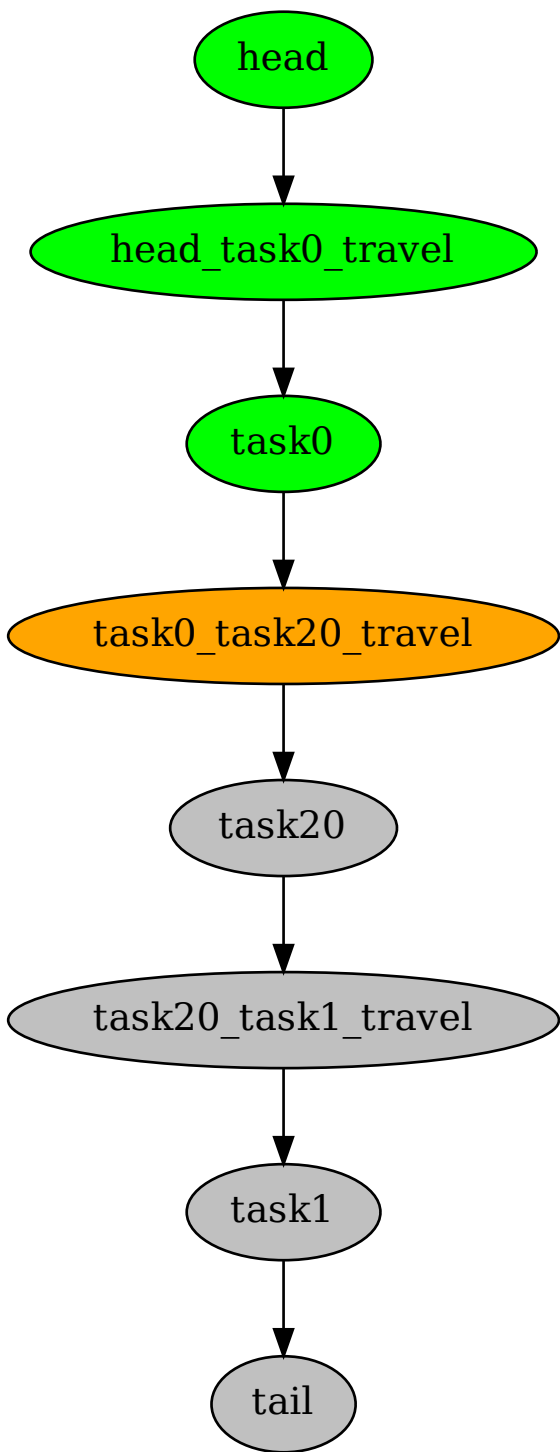 head
head_task0_travel
task0
task0_task20_travel
task20
task20_task1_travel
task1
tail